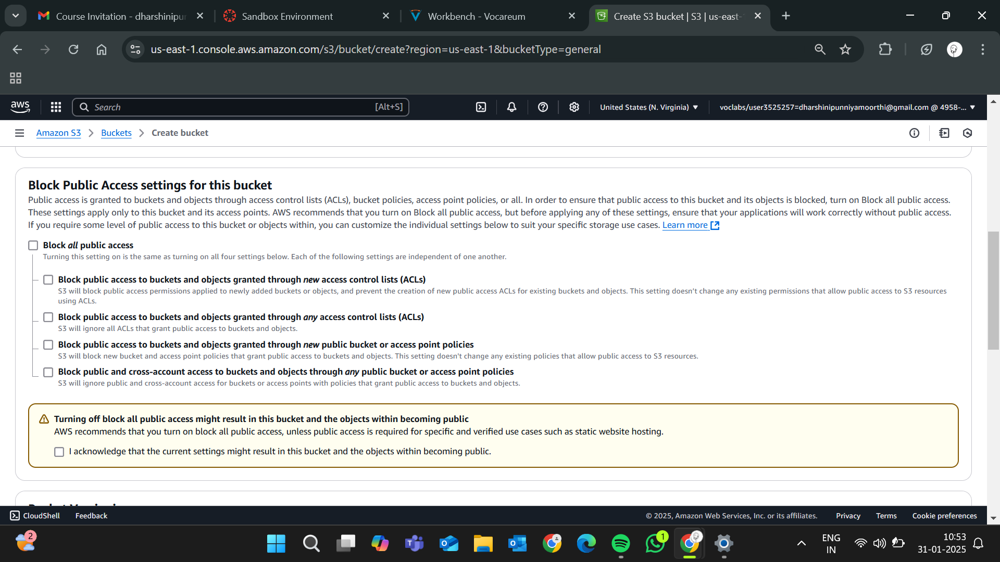 Course Invitation - dharshinipun
Sandbox Environment
Workbench - Vocareum
Create S3 bucket | S3 | us-east-
us-east-1.console.aws.amazon.com/s3/bucket/create?region=us-east-1&bucketType=general
aws
Search
[Alt+S]
United States (N. Virginia)
voclabs/user3525257=dharshinipunniyamoorthi@gmail.com @ 4958-...
Amazon S3
Buckets
Create bucket
Block Public Access settings for this bucket
Public access is granted to buckets and objects through access control lists (ACLs), bucket policies, access point policies, or all. In order to ensure that public access to this bucket and its objects is blocked, turn on Block all public access.
These settings apply only to this bucket and its access points. AWS recommends that you turn on Block all public access, but before applying any of these settings, ensure that your applications will work correctly without public access.
If you require some level of public access to this bucket or objects within, you can customize the individual settings below to suit your specific storage use cases. Learn more
Block all public access
Turning this setting on is the same as turning on all four settings below. Each of the following settings are independent of one another.
Block public access to buckets and objects granted through new access control lists (ACLs)
S3 will block public access permissions applied to newly added buckets or objects, and prevent the creation of new public access ACLs for existing buckets and objects. This setting doesn't change any existing permissions that allow public access to S3 resources
using ACLs.
Block public access to buckets and objects granted through any access control lists (ACLs)
S3 will ignore all ACLs that grant public access to buckets and objects.
Block public access to buckets and objects granted through new public bucket or access point policies
S3 will block new bucket and access point policies that grant public access to buckets and objects. This setting doesn't change any existing policies that allow public access to S3 resources.
Block public and cross-account access to buckets and objects through any public bucket or access point policies
S3 will ignore public and cross-account access for buckets or access points with policies that grant public access to buckets and objects.
Turning off block all public access might result in this bucket and the objects within becoming public
AWS recommends that you turn on block all public access, unless public access is required for specific and verified use cases such as static website hosting.
I acknowledge that the current settings might result in this bucket and the objects within becoming public.
CloudShell
Feedback
© 2025, Amazon Web Services, Inc. or its affiliates.
Privacy
Terms
Cookie preferences
2
1
ENG
IN
10:53
31-01-2025